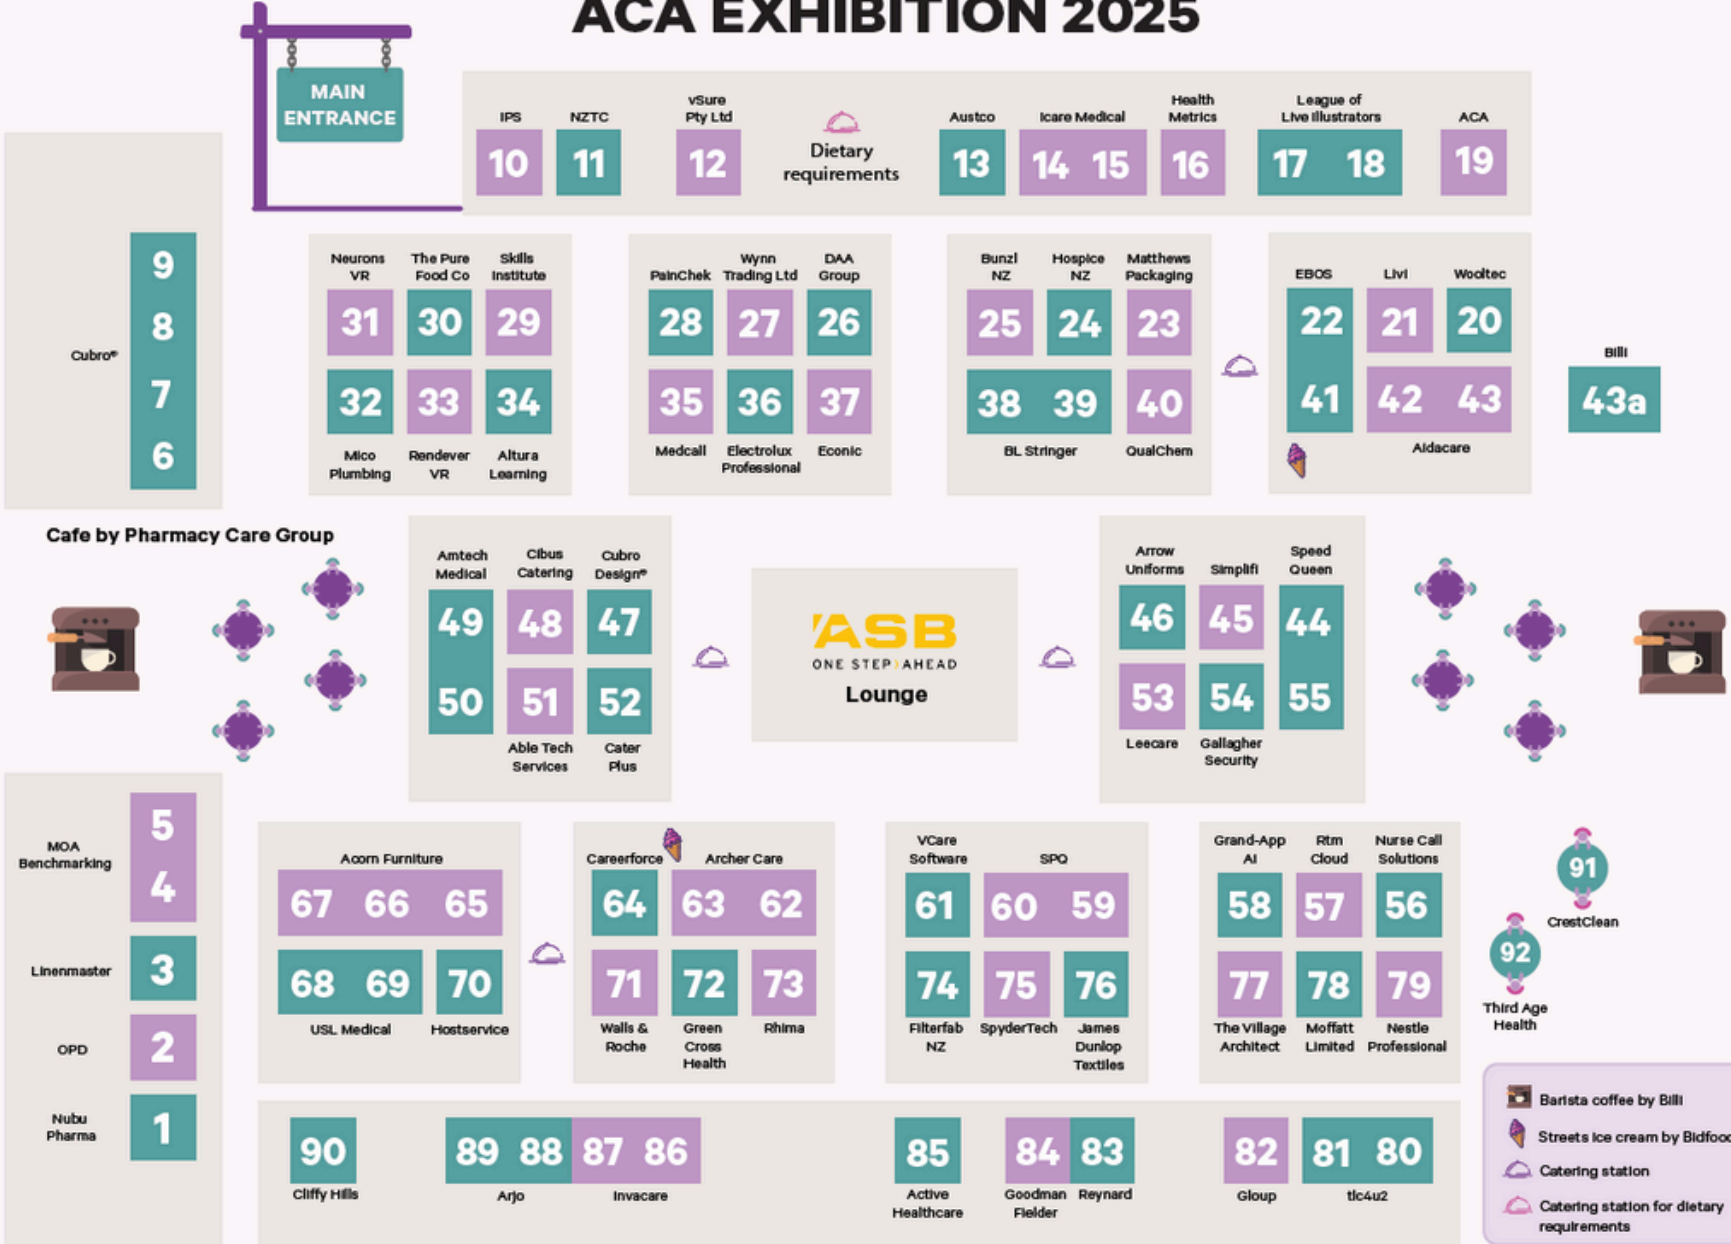 ACA EXHIBITION 2025
MAIN
ENTRANCE
IPS
NZTC
vSure
Pty Ltd
Dietary
requirements
Austco
Icare Medical
Health
Metrics
League of
Live Illustrators
ACA
10
11
12
13
14
15
16
17
18
19
Cubro®
9
8
7
6
Neurons
VR
The Pure
Food Co
Skills
Institute
31
30
29
32
33
34
Mico
Plumbing
Rendever
VR
Altura
Learning
PainChek
Wynn
Trading Ltd
DAA
Group
28
27
26
35
36
37
Medcall
Electrolux
Professional
Econic
Bunzl
NZ
Hospice
NZ
Matthews
Packaging
25
24
23
38
39
40
BL Stringer
QualChem
EBOS
Livi
Wooltec
22
21
20
41
42
43
Aidacare
Billi
43a
Cafe by Pharmacy Care Group
Amtech
Medical
Cibus
Catering
Cubro
Design®
49
48
47
50
51
52
Able Tech
Services
Cater
Plus
ASB
ONE STEP AHEAD
Lounge
Arrow
Uniforms
Simplifi
Speed
Queen
46
45
44
53
54
55
Leecare
Gallagher
Security
MOA
Benchmarking
5
4
Linenmaster
3
OPD
2
Nubu
Pharma
1
Acorn Furniture
67
66
65
68
69
70
USL Medical
Hostservice
Careerforce
Archer Care
64
63
62
71
72
73
Walls &
Roche
Green
Cross
Health
Rhima
VCare
Software
SPQ
61
60
59
74
75
76
Filterfab
NZ
SpyderTech
James
Dunlop
Textiles
Grand-App
AI
Rtm
Cloud
Nurse Call
Solutions
58
57
56
77
78
79
The Village
Architect
Moffatt
Limited
Nestle
Professional
91
CrestClean
92
Third Age
Health
90
Cliffy Hills
89
88
87
86
Arjo
Invacare
85
Active
Healthcare
84
83
Goodman
Fielder
Reynard
82
Gloup
81
80
tlc4u2
Barista coffee by Billi
Streets ice cream by Bidfood
Catering station
Catering station for dietary
requirements